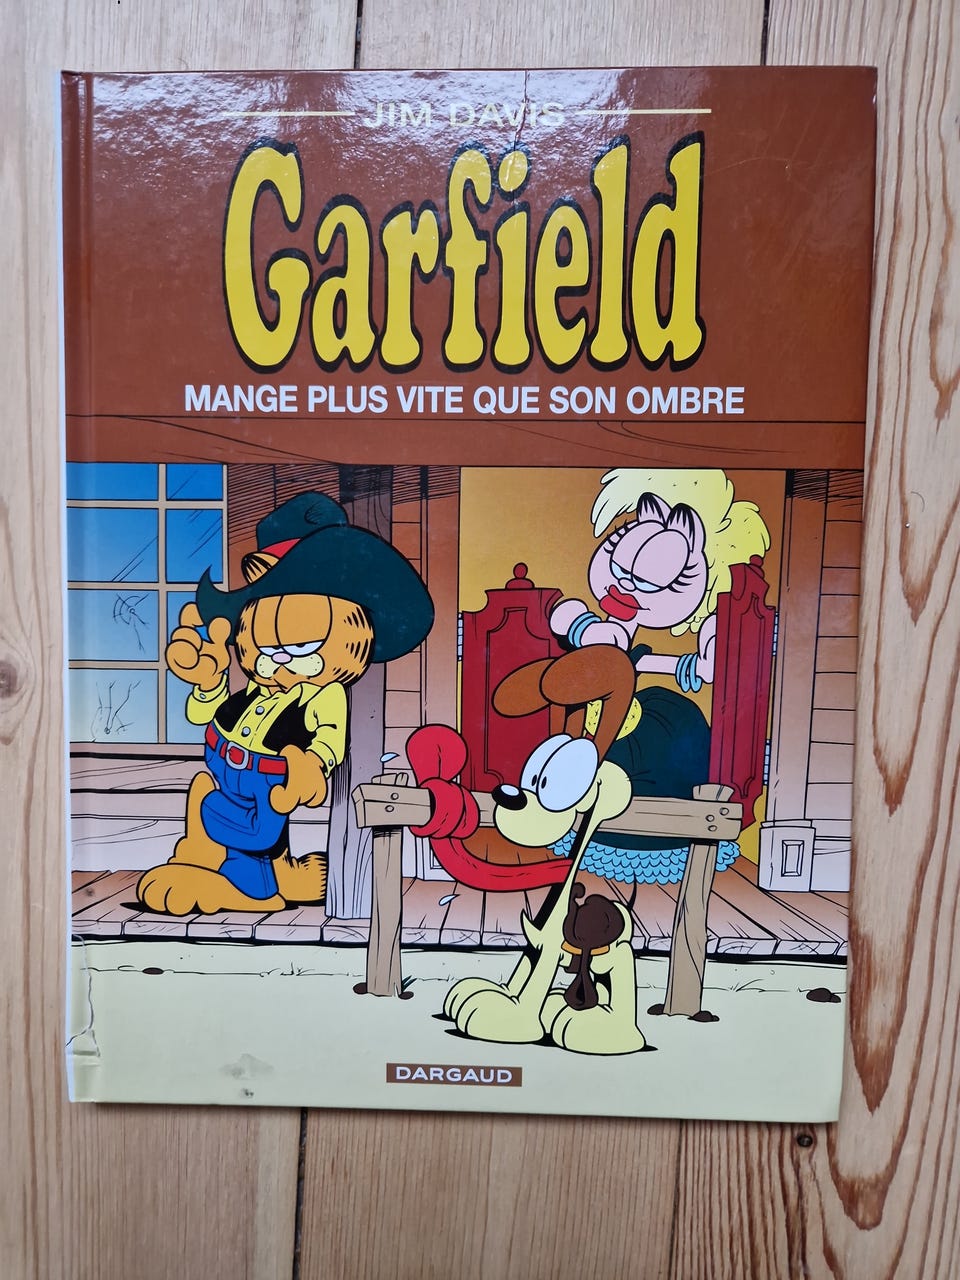 JIM DAVIS
Garfield
MANGE PLUS VITE QUE SON OMBRE
DARGAUD